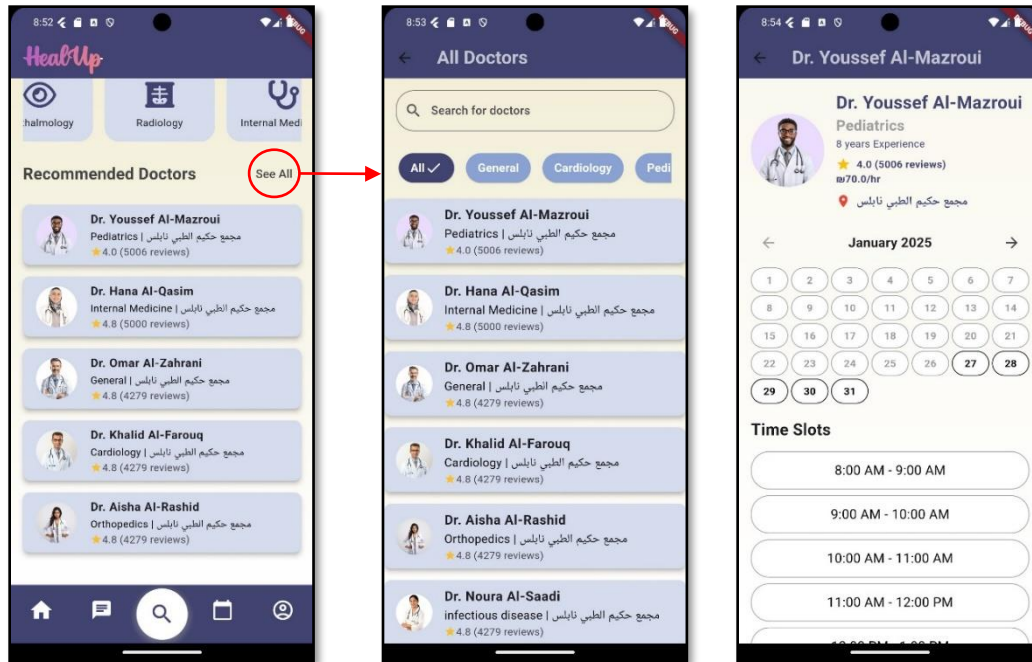 8:52
DEBUG
HealUp
halmology
Radiology
Internal Medi
Recommended Doctors
See All
Dr. Youssef Al-Mazroui
Pediatrics | مجمع حكيم الطبي نابلس
4.0 (5006 reviews)
Dr. Hana Al-Qasim
Internal Medicine | مجمع حكيم الطبي نابلس
4.8 (5000 reviews)
Dr. Omar Al-Zahrani
General | مجمع حكيم الطبي نابلس
4.8 (4279 reviews)
Dr. Khalid Al-Farouq
Cardiology | مجمع حكيم الطبي نابلس
4.8 (4279 reviews)
Dr. Aisha Al-Rashid
Orthopedics | مجمع حكيم الطبي نابلس
4.8 (4279 reviews)
8:53
All Doctors
Search for doctors
All
General
Cardiology
Pedi
Dr. Youssef Al-Mazroui
Pediatrics | مجمع حكيم الطبي نابلس
4.0 (5006 reviews)
Dr. Hana Al-Qasim
Internal Medicine | مجمع حكيم الطبي نابلس
4.8 (5000 reviews)
Dr. Omar Al-Zahrani
General | مجمع حكيم الطبي نابلس
4.8 (4279 reviews)
Dr. Khalid Al-Farouq
Cardiology | مجمع حكيم الطبي نابلس
4.8 (4279 reviews)
Dr. Aisha Al-Rashid
Orthopedics | مجمع حكيم الطبي نابلس
4.8 (4279 reviews)
Dr. Noura Al-Saadi
infectious disease | مجمع حكيم الطبي نابلس
4.8 (4279 reviews)
8:54
Dr. Youssef Al-Mazroui
Dr. Youssef Al-Mazroui
Pediatrics
8 years Experience
4.0 (5006 reviews)
₪70.0/hr
مجمع حكيم الطبي نابلس
January 2025
1 2 3 4 5 6 7
8 9 10 11 12 13 14
15 16 17 18 19 20 21
22 23 24 25 26 27 28
29 30 31
Time Slots
8:00 AM - 9:00 AM
9:00 AM - 10:00 AM
10:00 AM - 11:00 AM
11:00 AM - 12:00 PM